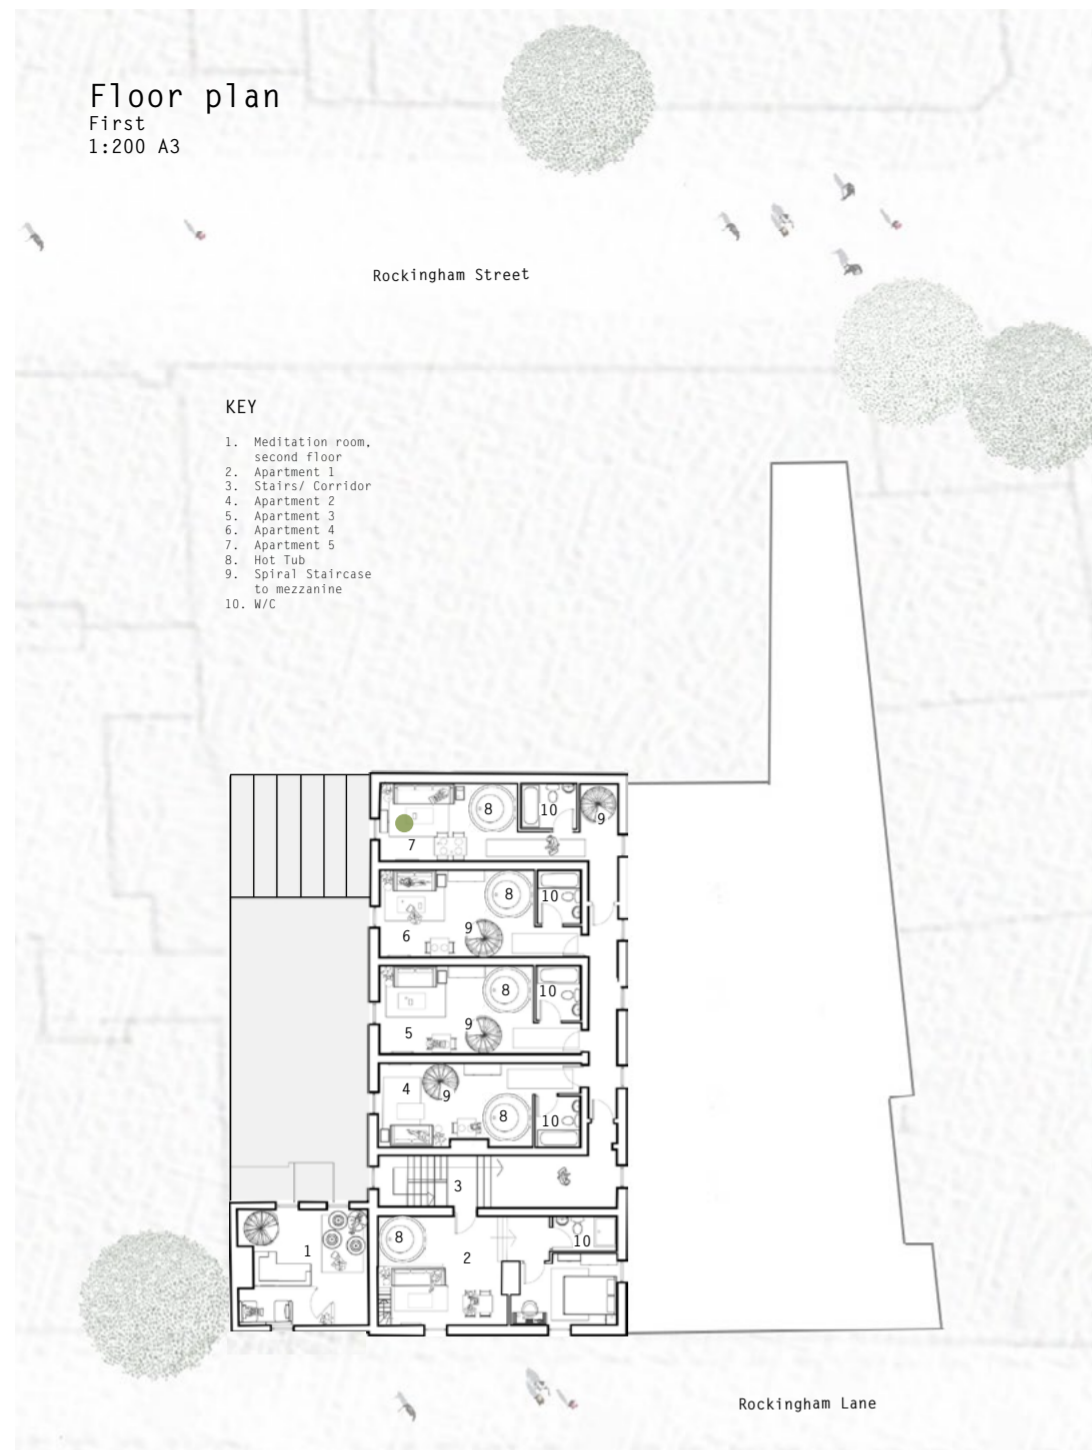 Floor plan
First
1:200 A3
Rockingham Street
KEY
1. Meditation room,
second floor
2. Apartment 1
3. Stairs/ Corridor
4. Apartment 2
5. Apartment 3
6. Apartment 4
7. Apartment 5
8. Hot Tub
9. Spiral Staircase
to mezzanine
10. W/C
8
10
9
7
8
10
9
6
8
10
9
5
4
9
8
10
3
8
1
2
10
Rockingham Lane